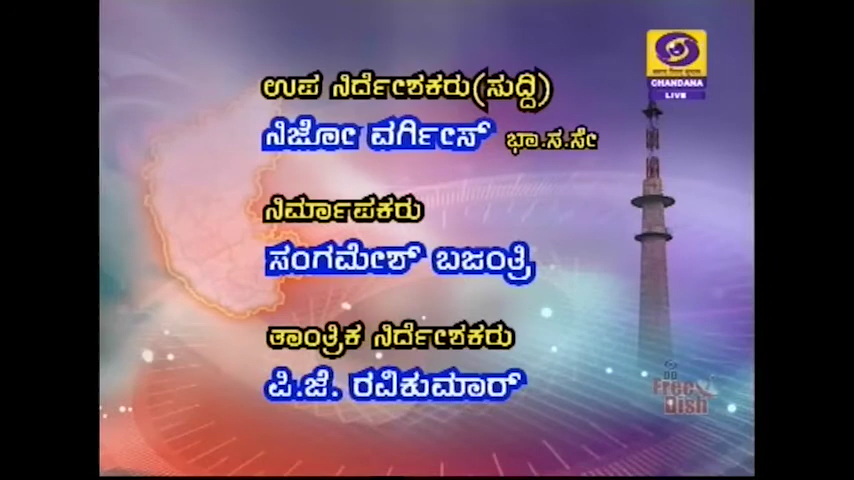 CHANDANA
LIVE
ಉಪ ನಿರ್ದೇಶಕರು(ಸುದ್ದಿ)
ನಿಜೋ ವರ್ಗೀಸ್ ಭಾ.ಸ.ಸೇ
ನಿರ್ಮಾಪಕರು
ಸಂಗಮೇಶ್ ಬಜಂತ್ರಿ
ತಾಂತ್ರಿಕ ನಿರ್ದೇಶಕರು
ಪಿ.ಜೆ. ರವಿಕುಮಾರ್
DD
Free
Dish